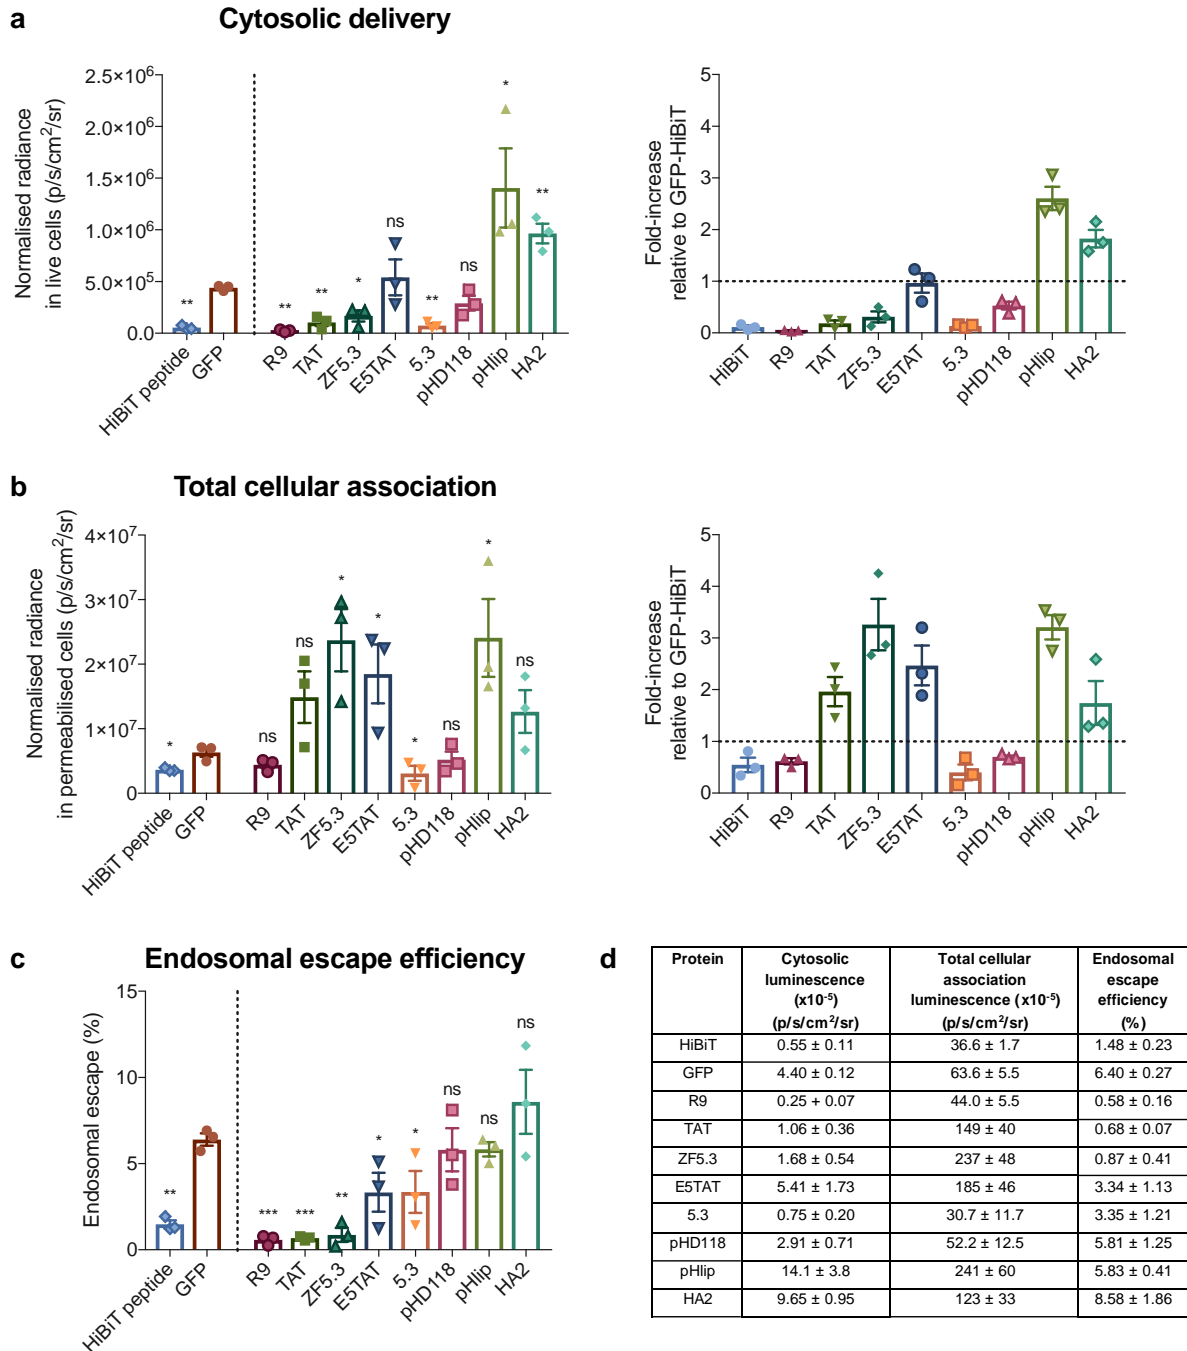 a
Cytosolic delivery
Normalised radiance
in live cells (p/s/cm²/sr)
2.5×10⁶
2.0×10⁶
1.5×10⁶
1.0×10⁶
5.0×10⁵
0.0
**
**
**
*
ns
**
ns
*
**
HiBiT peptide
GFP
R9
TAT
ZF5.3
E5TAT
5.3
pHD118
pHlip
HA2
Fold-increase
relative to GFP-HiBiT
5
4
3
2
1
0
HiBiT
R9
TAT
ZF5.3
E5TAT
5.3
pHD118
pHlip
HA2
b
Total cellular association
Normalised radiance
in permeabilised cells (p/s/cm²/sr)
4×10⁷
3×10⁷
2×10⁷
1×10⁷
0
*
ns
ns
*
*
*
ns
*
ns
HiBiT peptide
GFP
R9
TAT
ZF5.3
E5TAT
5.3
pHD118
pHlip
HA2
Fold-increase
relative to GFP-HiBiT
5
4
3
2
1
0
HiBiT
R9
TAT
ZF5.3
E5TAT
5.3
pHD118
pHlip
HA2
c
Endosomal escape efficiency
Endosomal escape (%)
15
10
5
0
**
***
***
**
*
*
ns
ns
ns
HiBiT peptide
GFP
R9
TAT
ZF5.3
E5TAT
5.3
pHD118
pHlip
HA2
d
Protein Cytosolic luminescence (x10⁻⁵) (p/s/cm²/sr) Total cellular association luminescence (x10⁻⁵) (p/s/cm²/sr) Endosomal escape efficiency (%)
HiBiT 0.55 ± 0.11 36.6 ± 1.7 1.48 ± 0.23
GFP 4.40 ± 0.12 63.6 ± 5.5 6.40 ± 0.27
R9 0.25 + 0.07 44.0 ± 5.5 0.58 ± 0.16
TAT 1.06 ± 0.36 149 ± 40 0.68 ± 0.07
ZF5.3 1.68 ± 0.54 237 ± 48 0.87 ± 0.41
E5TAT 5.41 ± 1.73 185 ± 46 3.34 ± 1.13
5.3 0.75 ± 0.20 30.7 ± 11.7 3.35 ± 1.21
pHD118 2.91 ± 0.71 52.2 ± 12.5 5.81 ± 1.25
pHlip 14.1 ± 3.8 241 ± 60 5.83 ± 0.41
HA2 9.65 ± 0.95 123 ± 33 8.58 ± 1.86